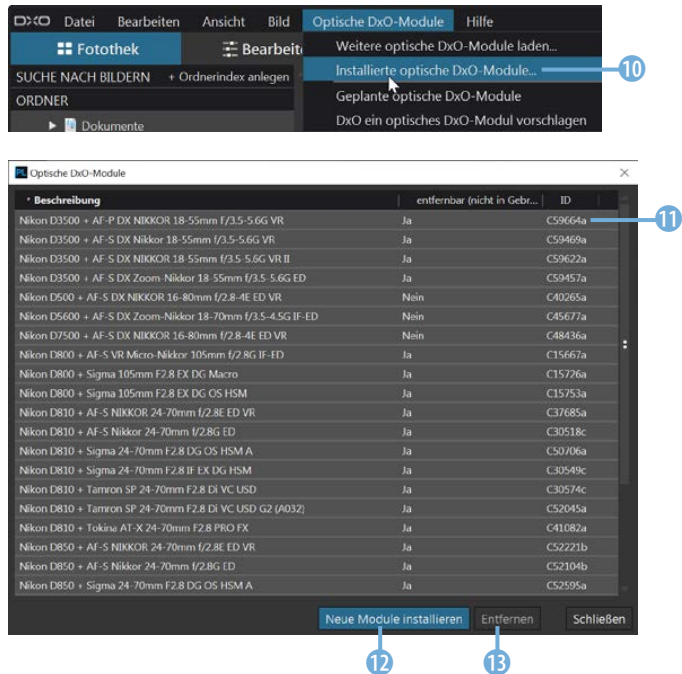 DXO Datei Bearbeiten Ansicht Bild Optische DxO-Module Hilfe
Fotothek Bearbeit
Weitere optische DxO-Module laden...
SUCHE NACH BILDERN + Ordnerindex anlegen
Installierte optische DxO-Module... 10
ORDNER
Geplante optische DxO-Module
Dokumente
DxO ein optisches DxO-Modul vorschlagen
PL Optische DxO-Module
Beschreibung entfernbar (nicht in Gebr... ID
Nikon D3500 + AF-P DX NIKKOR 18-55mm F/3.5-5.6G VR Ja C59664a 11
Nikon D3500 + AF-S DX Nikkor 18-55mm f/3.5-5.6G VR Ja C59469a
Nikon D3500 + AF-S DX NIKKOR 18-55mm f/3.5-5.6G VR II Ja C59622a
Nikon D3500 + AF-S DX Zoom-Nikkor 18-55mm f/3.5-5.6G ED Ja C59457a
Nikon D500 + AF-S DX NIKKOR 16-80mm f/2.8-4E ED VR Nein C40265a
Nikon D5600 + AF-S DX Zoom-Nikkor 18-70mm f/3.5-4.5G IF-ED Nein C45677a
Nikon D7500 + AF-S DX NIKKOR 16-80mm f/2.8-4E ED VR Nein C48436a
Nikon D800 + AF-S VR Micro-Nikkor 105mm f/2.8G IF-ED Ja C15667a
Nikon D800 + Sigma 105mm F2.8 EX DG Macro Ja C15726a
Nikon D800 + Sigma 105mm F2.8 EX DG OS HSM Ja C15753a
Nikon D810 + AF-S NIKKOR 24-70mm f/2.8E ED VR Ja C37685a
Nikon D810 + AF-S Nikkor 24-70mm f/2.8G ED Ja C30518c
Nikon D810 + Sigma 24-70mm F2.8 DG OS HSM A Ja C50706a
Nikon D810 + Sigma 24-70mm F2.8 IF EX DG HSM Ja C30549c
Nikon D810 + Tamron SP 24-70mm F2.8 Di VC USD Ja C30574c
Nikon D810 + Tamron SP 24-70mm F2.8 Di VC USD G2 (A032) Ja C52045a
Nikon D810 + Tokina AT-X 24-70mm F2.8 PRO FX Ja C41082a
Nikon D850 + AF-S NIKKOR 24-70mm f/2.8E ED VR Ja C52221b
Nikon D850 + AF-S Nikkor 24-70mm f/2.8G ED Ja C52104b
Nikon D850 + Sigma 24-70mm F2.8 DG OS HSM A Ja C52595a
Neue Module installieren Entfernen Schließen
12 13